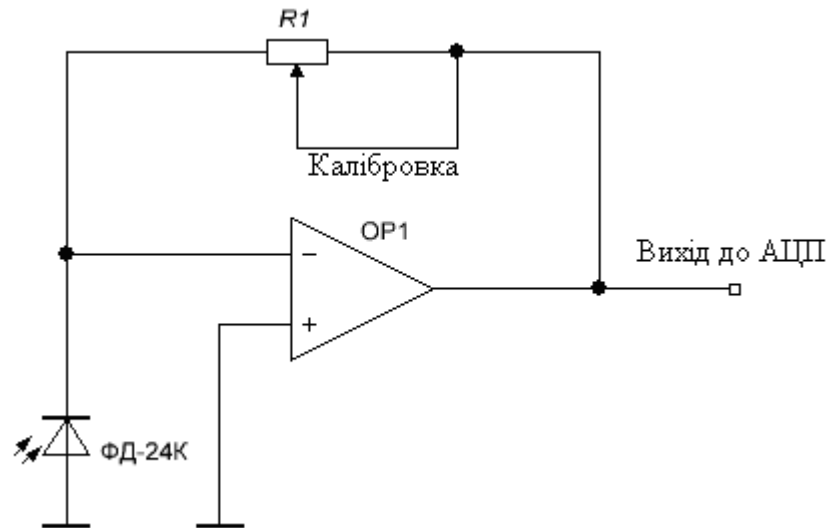 R1
Калібровка
OP1
Вихід до АЦП
ФД-24К